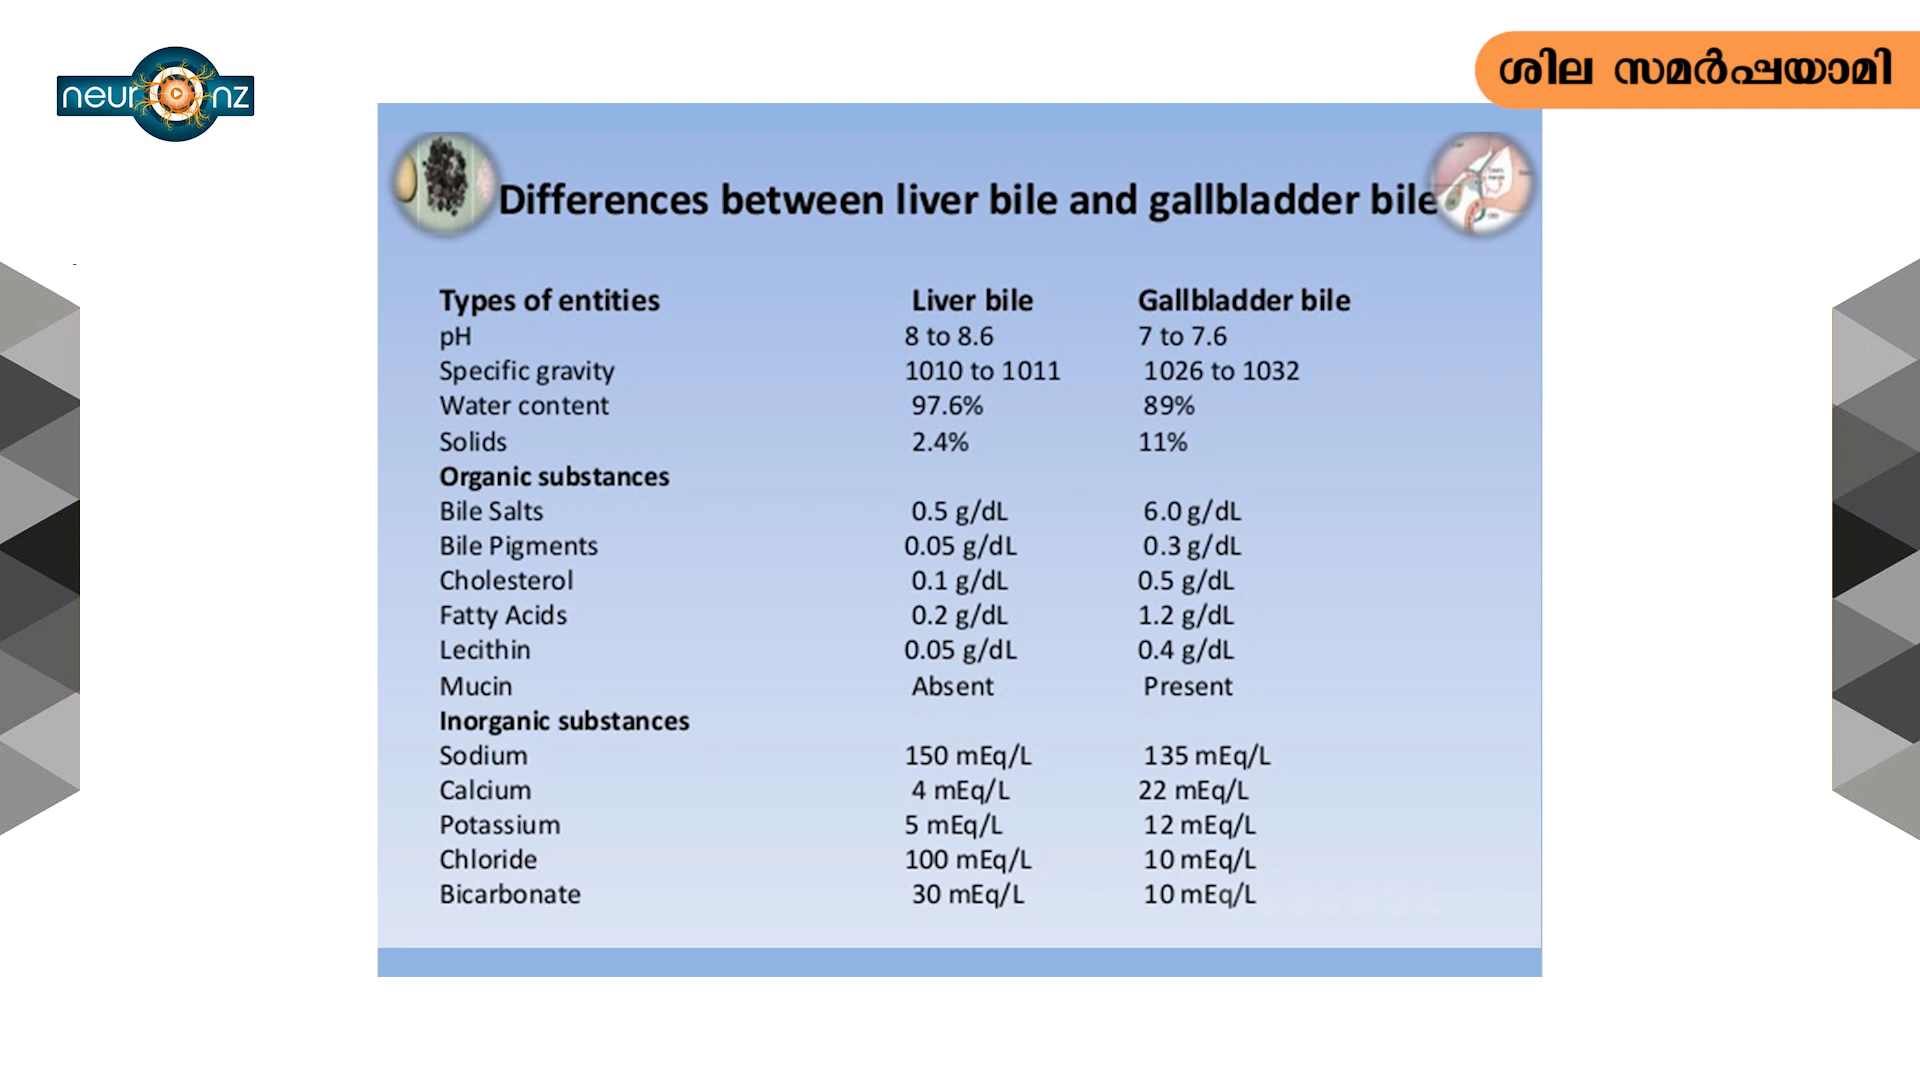 neuronz
ശില സമർപ്പയാമി
Differences between liver bile and gallbladder bile
Types of entities Liver bile Gallbladder bile
pH 8 to 8.6 7 to 7.6
Specific gravity 1010 to 1011 1026 to 1032
Water content 97.6% 89%
Solids 2.4% 11%
Organic substances
Bile Salts 0.5 g/dL 6.0 g/dL
Bile Pigments 0.05 g/dL 0.3 g/dL
Cholesterol 0.1 g/dL 0.5 g/dL
Fatty Acids 0.2 g/dL 1.2 g/dL
Lecithin 0.05 g/dL 0.4 g/dL
Mucin Absent Present
Inorganic substances
Sodium 150 mEq/L 135 mEq/L
Calcium 4 mEq/L 22 mEq/L
Potassium 5 mEq/L 12 mEq/L
Chloride 100 mEq/L 10 mEq/L
Bicarbonate 30 mEq/L 10 mEq/L